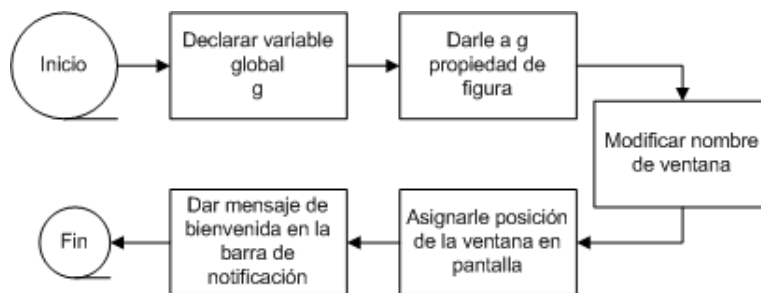 Inicio
Declarar variable
global
g
Darle a g
propiedad de
figura
Modificar nombre
de ventana
Asignarle posición
de la ventana en
pantalla
Dar mensaje de
bienvenida en la
barra de
notificación
Fin